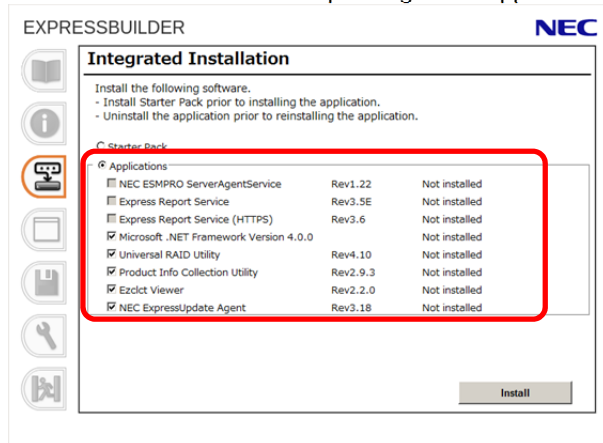 EXPRESSBUILDER
NEC
Integrated Installation
Install the following software.
- Install Starter Pack prior to installing the application.
- Uninstall the application prior to reinstalling the application.
Starter Pack
Applications
NEC ESMPRO ServerAgentService Rev1.22 Not installed
Express Report Service Rev3.5E Not installed
Express Report Service (HTTPS) Rev3.6 Not installed
Microsoft .NET Framework Version 4.0.0 Not installed
Universal RAID Utility Rev4.10 Not installed
Product Info Collection Utility Rev2.9.3 Not installed
Ezclct Viewer Rev2.2.0 Not installed
NEC ExpressUpdate Agent Rev3.18 Not installed
Install